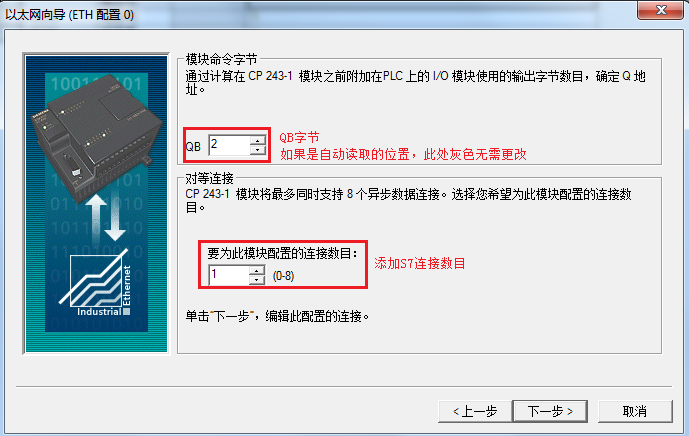 以太网向导 (ETH 配置 0)
模块命令字节
通过计算在 CP 243-1 模块之前附加在PLC 上的 I/O 模块使用的输出字节数目，确定 Q 地
址。
QB 2
QB字节
如果是自动读取的位置，此处灰色无需更改
对等连接
CP 243-1 模块将最多同时支持 8 个异步数据连接。选择您希望为此模块配置的连接数
目。
要为此模块配置的连接数目：
1 (0-8)
添加S7连接数目
单击"下一步"，编辑此配置的连接。
Industrial
Ethernet
< 上一步
下一步 >
取消